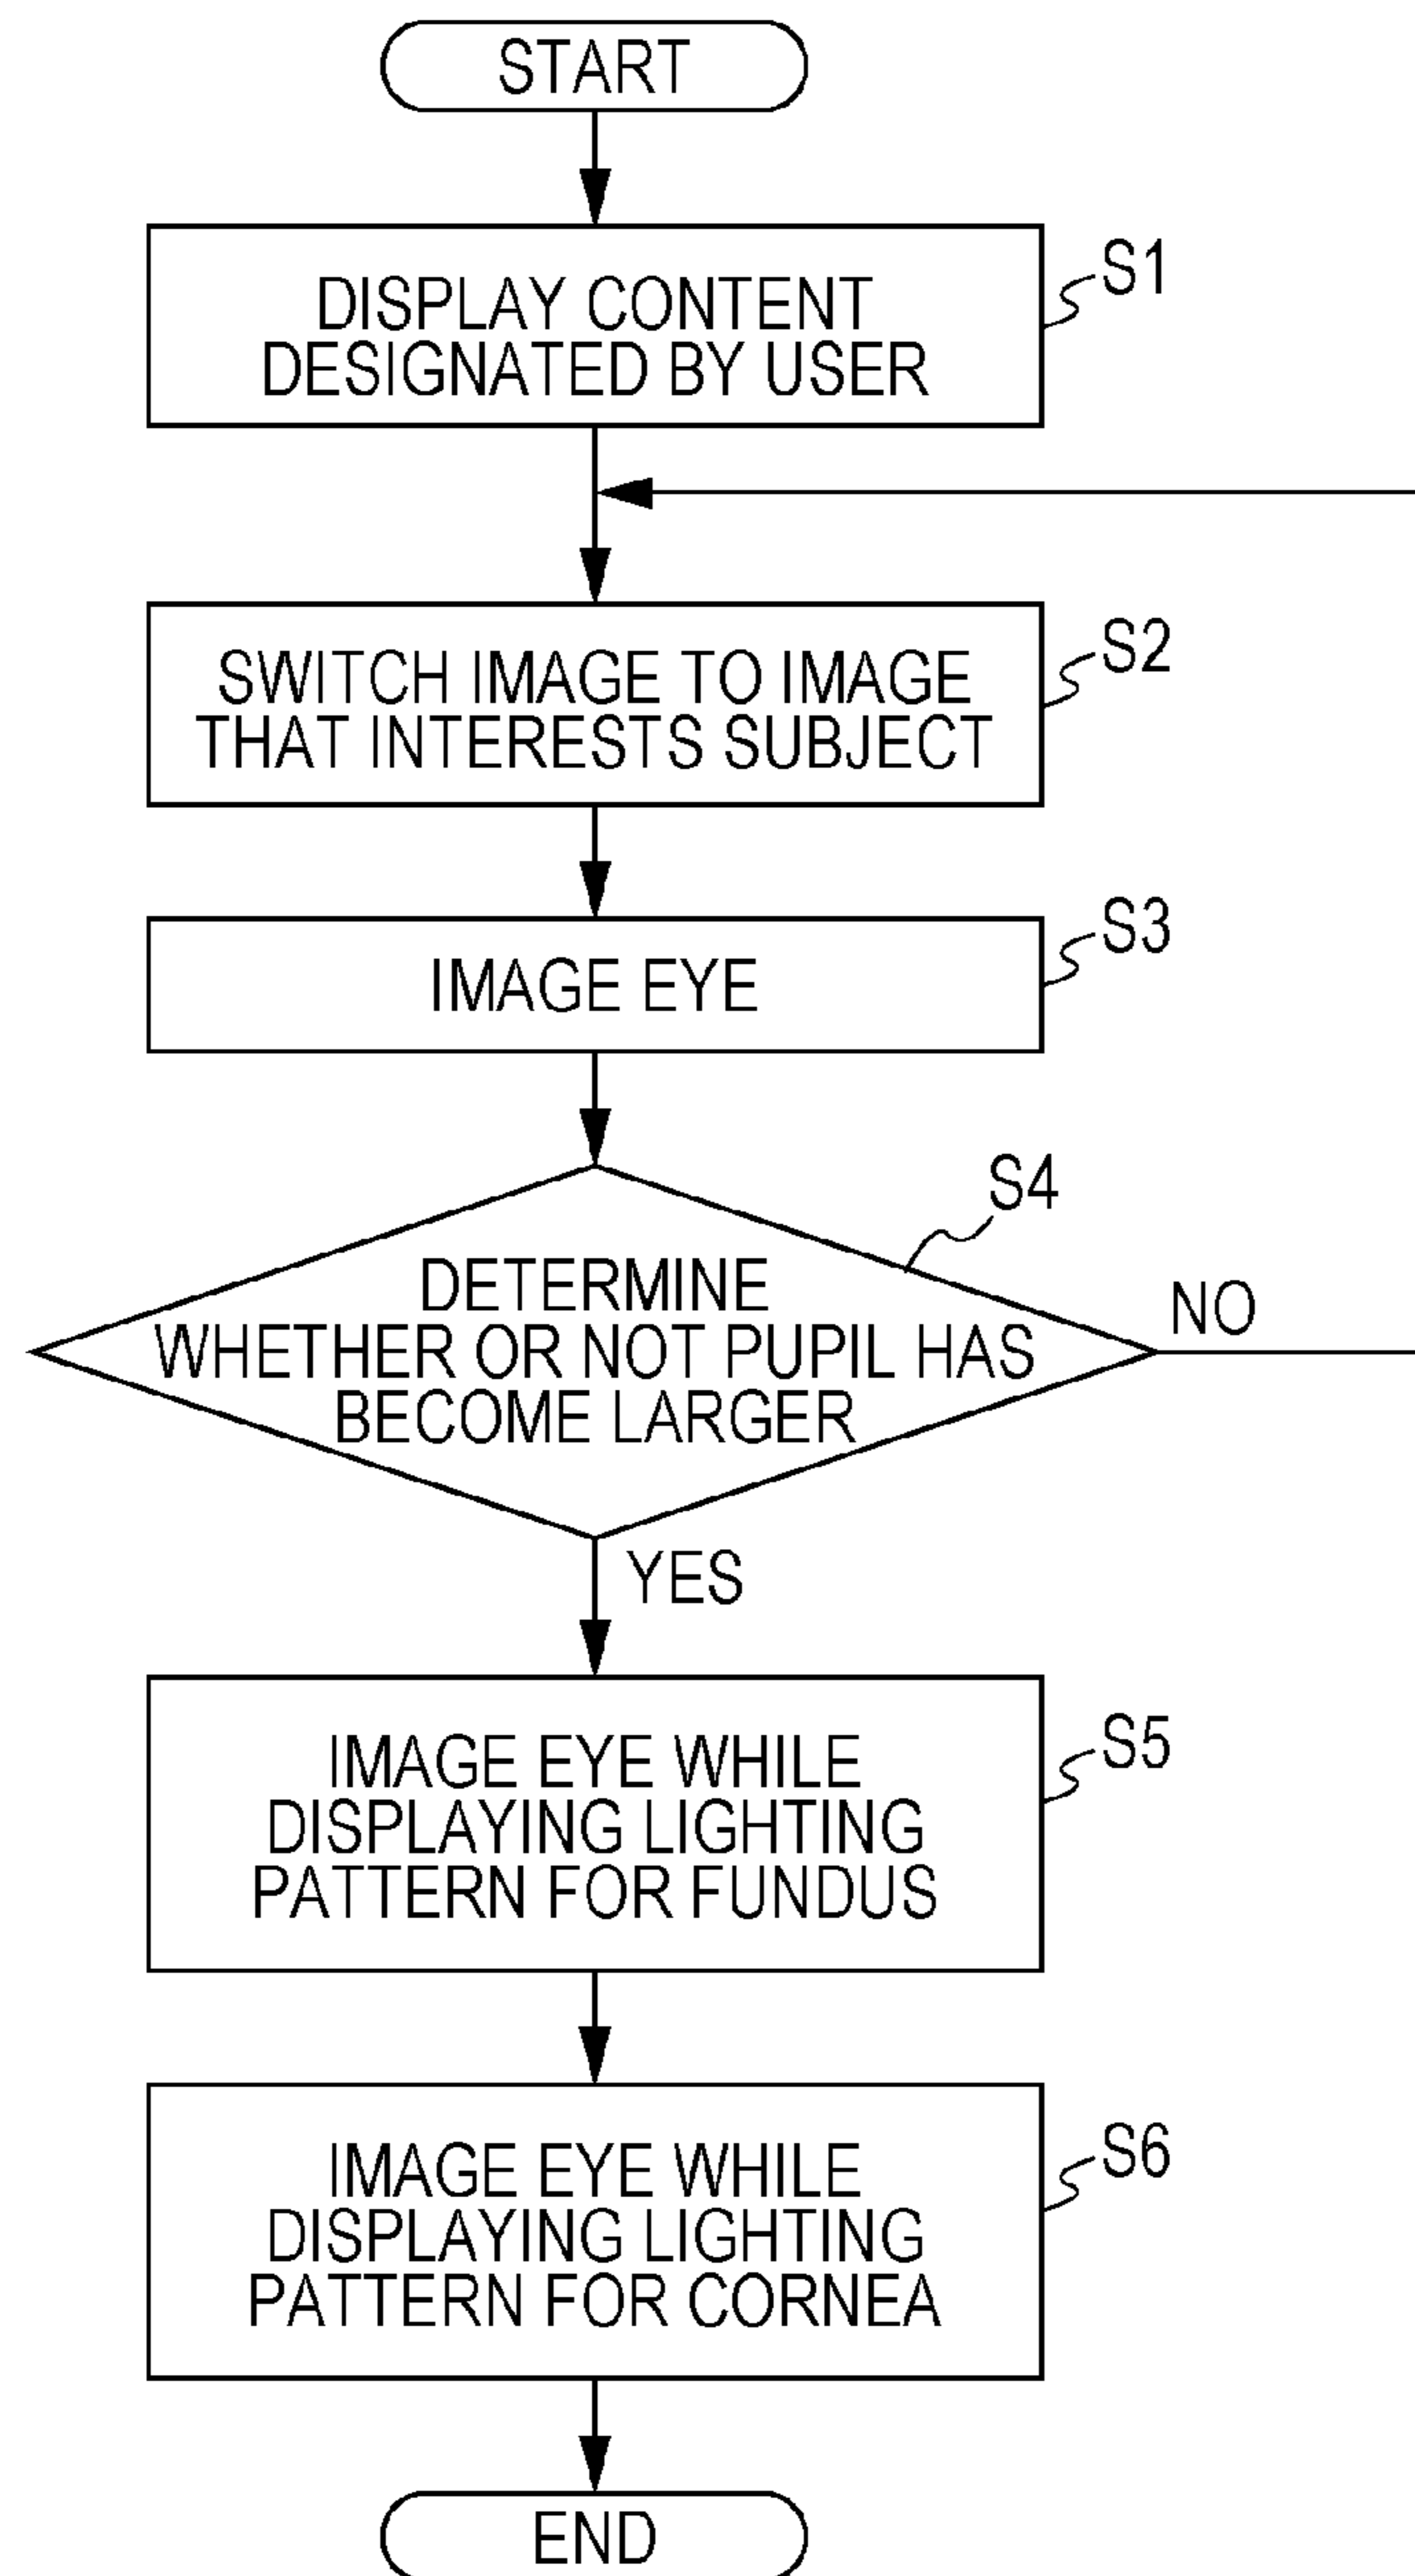 START
DISPLAY CONTENT
DESIGNATED BY USER
S1
SWITCH IMAGE TO IMAGE
THAT INTERESTS SUBJECT
S2
IMAGE EYE
S3
S4
DETERMINE
WHETHER OR NOT PUPIL HAS
BECOME LARGER
NO
YES
IMAGE EYE WHILE
DISPLAYING LIGHTING
PATTERN FOR FUNDUS
S5
IMAGE EYE WHILE
DISPLAYING LIGHTING
PATTERN FOR CORNEA
S6
END